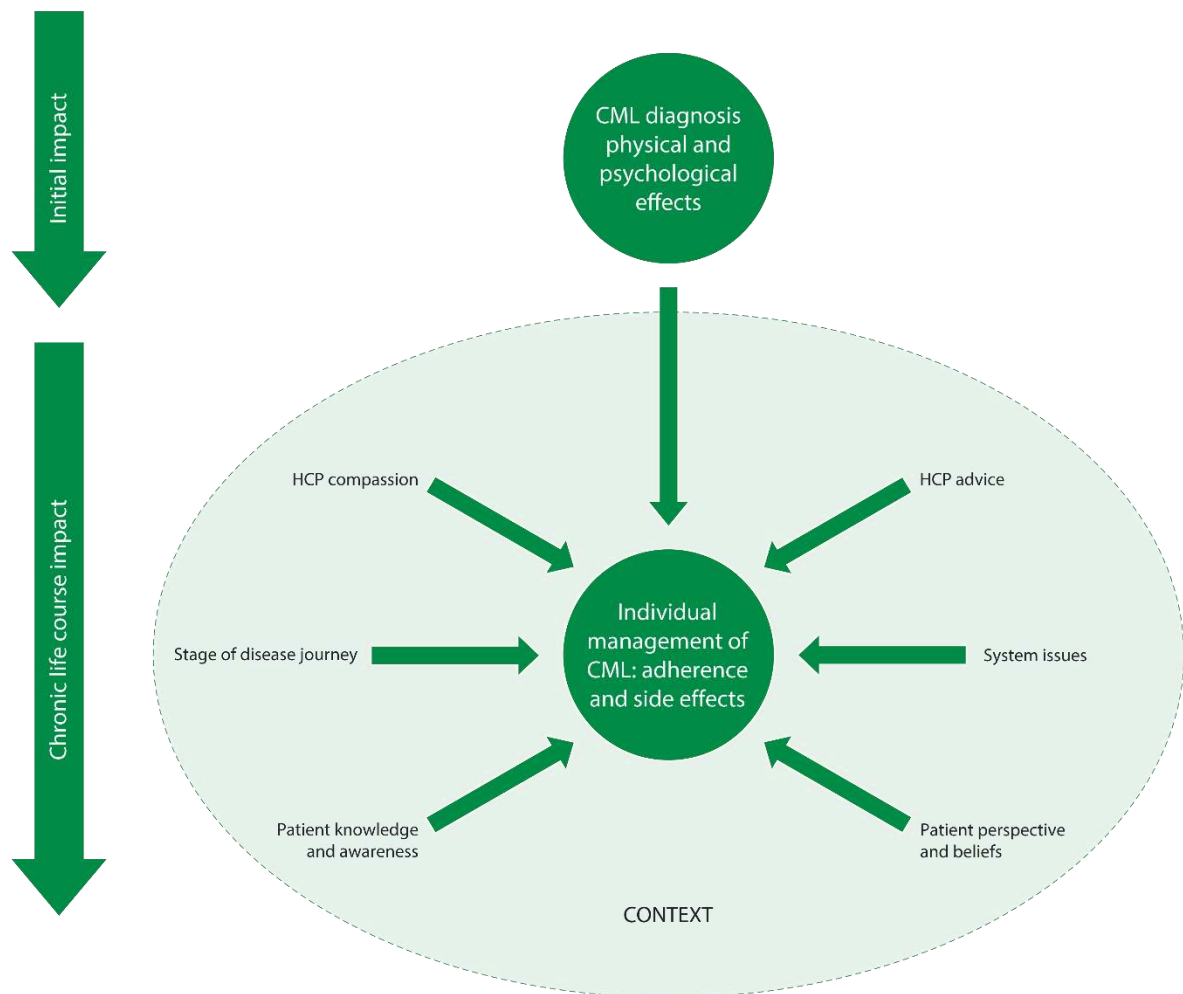 Initial impact
CML diagnosis
physical and
psychological
effects
Chronic life course impact
HCP compassion
HCP advice
Stage of disease journey
Individual
management of
CML: adherence
and side effects
System issues
Patient knowledge
and awareness
Patient perspective
and beliefs
CONTEXT